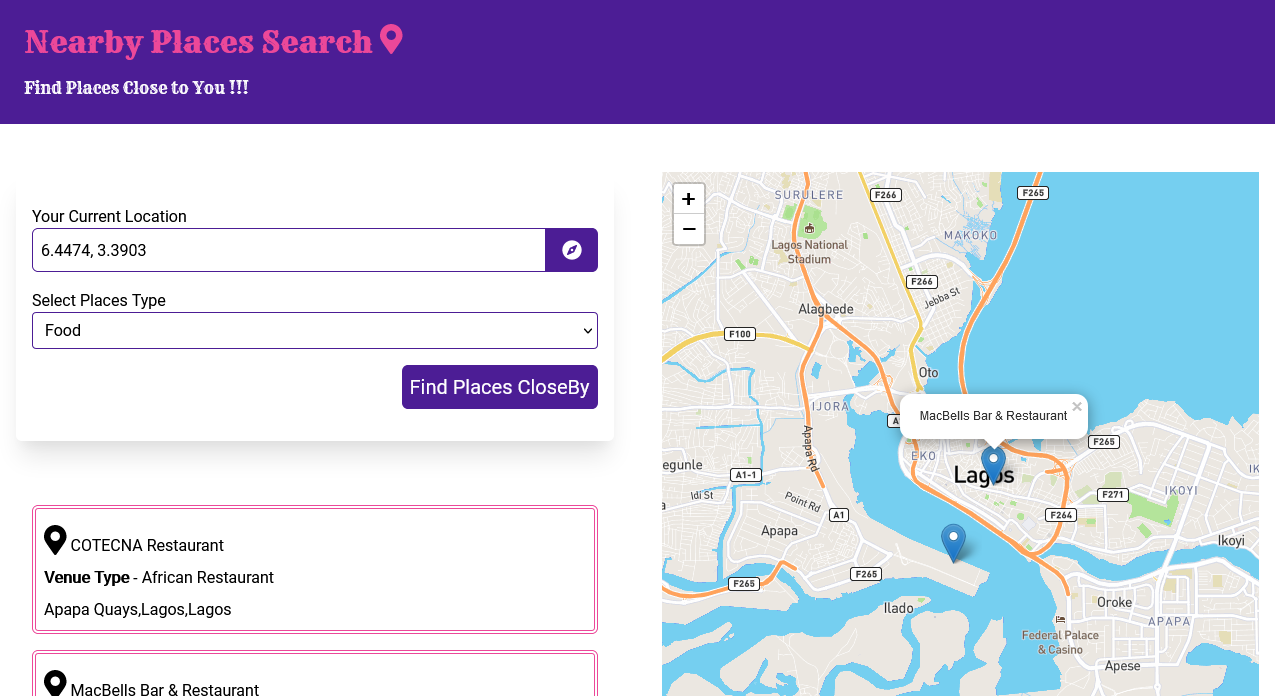 Nearby Places Search
Find Places Close to You !!!
Your Current Location
6.4474, 3.3903
Select Places Type
Food
Find Places CloseBy
COTECNA Restaurant
Venue Type - African Restaurant
Apapa Quays,Lagos,Lagos
MacBells Bar & Restaurant
+
−
SURULERE
F266
F265
Lagos National
Stadium
MAKOKO
F266
Jebba St
Alagbede
F100
Oto
IJORA
MacBells Bar & Restaurant
×
A
Apapa Rd
F265
EKO
egunle
A1-1
Lagos
IKOYI
IK
Idi St
Point Rd
F271
A1
F264
Apapa
Ikoyi
F265
F265
Ilado
Oroke
APAPA
Federal Palace
& Casino
Apese